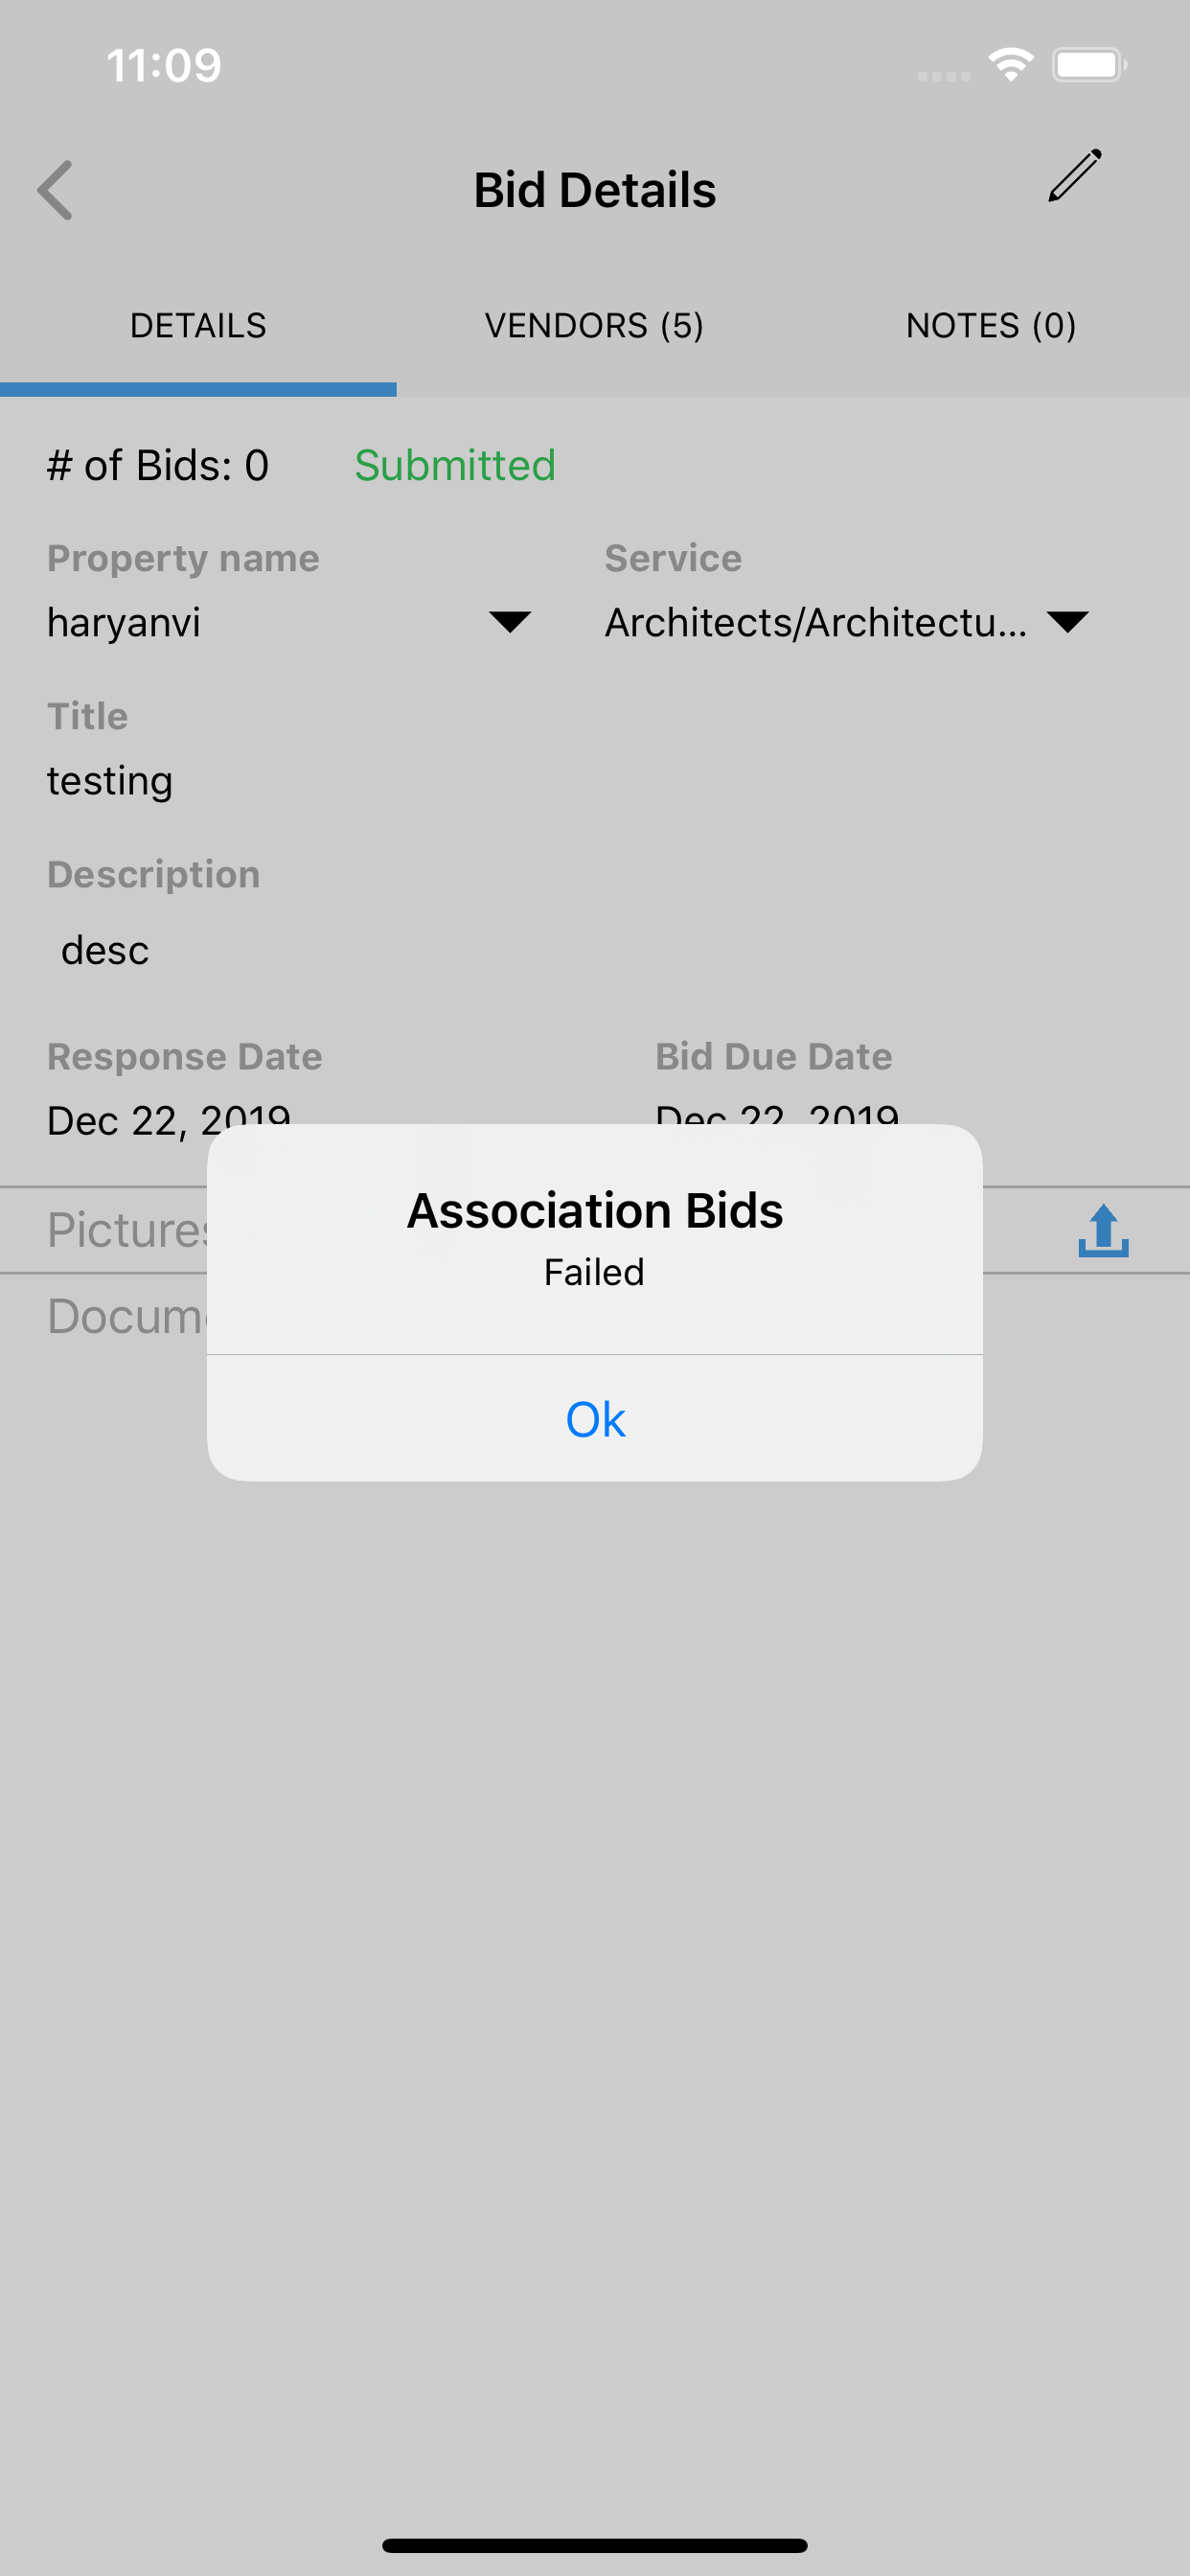 11:09
Bid Details
DETAILS VENDORS (5) NOTES (0)
# of Bids: 0 Submitted
Property name Service
haryanvi Architects/Architectu...
Title
testing
Description
desc
Response Date Bid Due Date
Dec 22, 2019 Dec 22, 2019
Association Bids
Failed
Ok